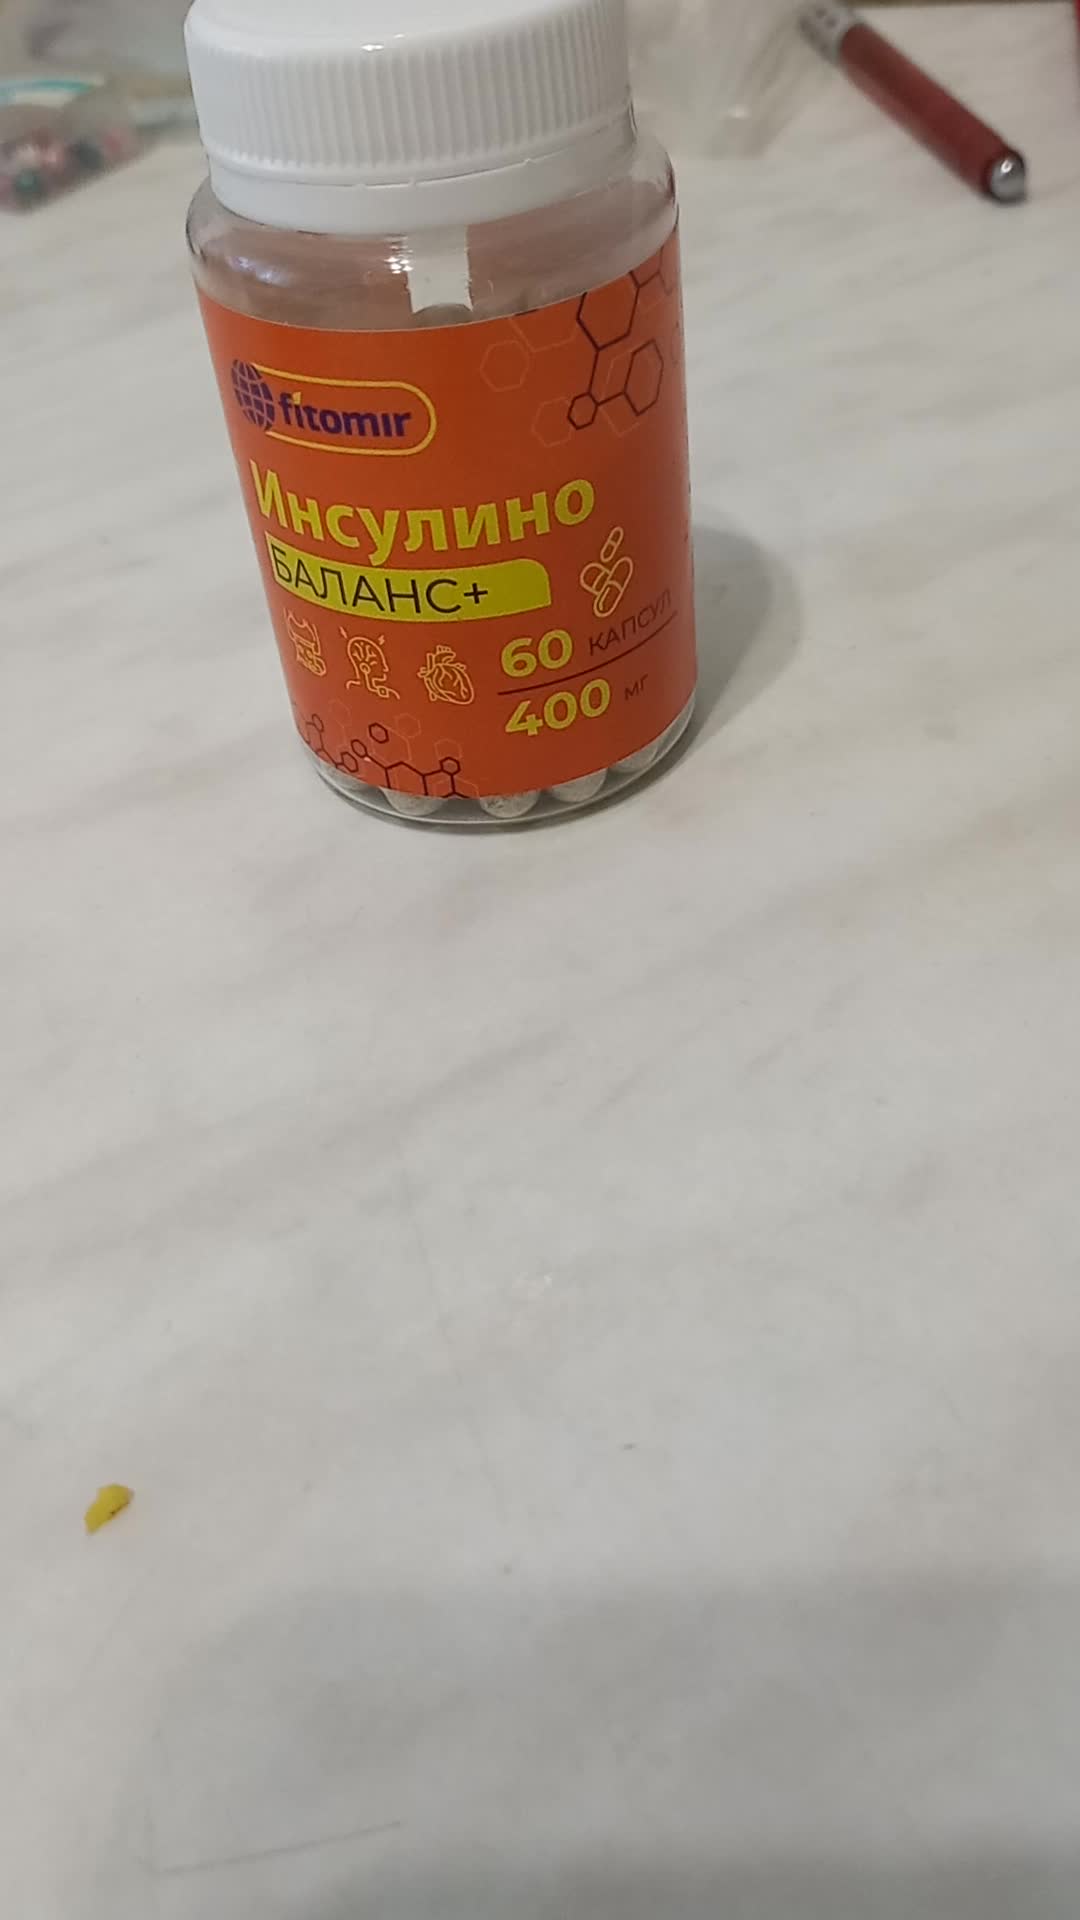 fitomir
Инсулино
БАЛАНС+
60 КАПСУЛ
400 мг